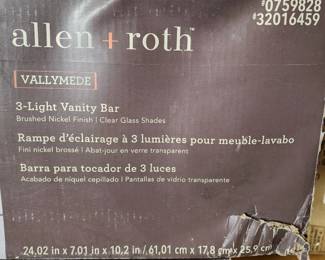 #0759828
#32016459
allen + roth™
VALLYMEDE
3-Light Vanity Bar
Brushed Nickel Finish | Clear Glass Shades
Rampe d'éclairage à 3 lumières pour meuble-lavabo
Fini nickel brossé | Abat-jour en verre transparent
Barra para tocador de 3 luces
Acabado de níquel cepillado | Pantallas de vidrio transparente
24,02 in x 7.01 in x 10.2 in / 61,01 cm x 17,8 cm x 25,9 cm